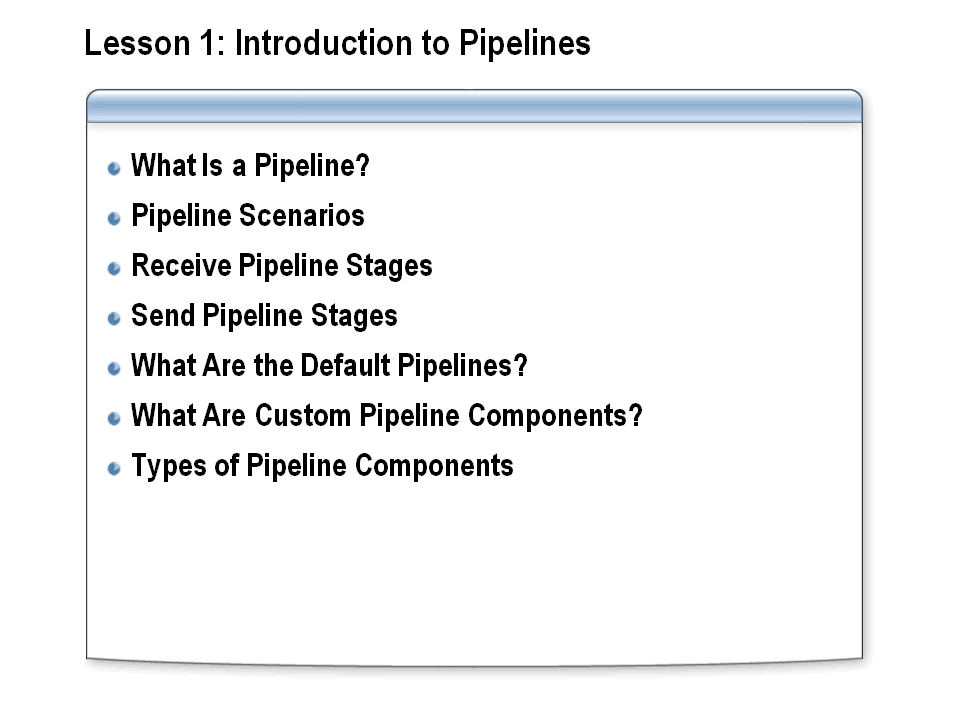 Lesson 1: Introduction to Pipelines
What Is a Pipeline?
Pipeline Scenarios
Receive Pipeline Stages
Send Pipeline Stages
What Are the Default Pipelines?
What Are Custom Pipeline Components?
Types of Pipeline Components